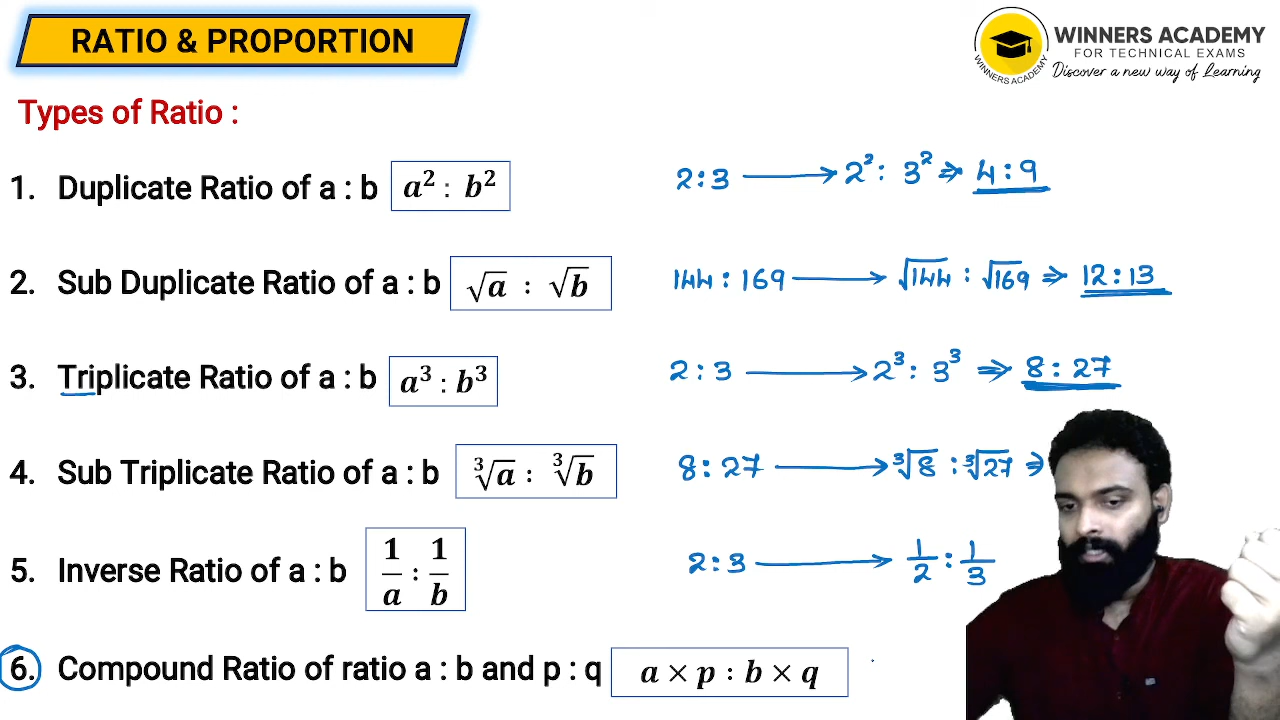 RATIO & PROPORTION
WINNERS ACADEMY
FOR TECHNICAL EXAMS
Discover a new way of Learning
WINNERS ACADEMY
Types of Ratio :
1. Duplicate Ratio of a : b a² : b² 2:3 → 2² : 3² ⇒ 4:9
2. Sub Duplicate Ratio of a : b √a : √b 144 : 169 → √144 : √169 ⇒ 12:13
3. Triplicate Ratio of a : b a³ : b³ 2:3 → 2³ : 3³ ⇒ 8:27
4. Sub Triplicate Ratio of a : b ∛a : ∛b 8:27 → ∛8 : ∛27 ⇒
5. Inverse Ratio of a : b 1/a : 1/b 2:3 → 1/2 : 1/3
6. Compound Ratio of ratio a : b and p : q a × p : b × q